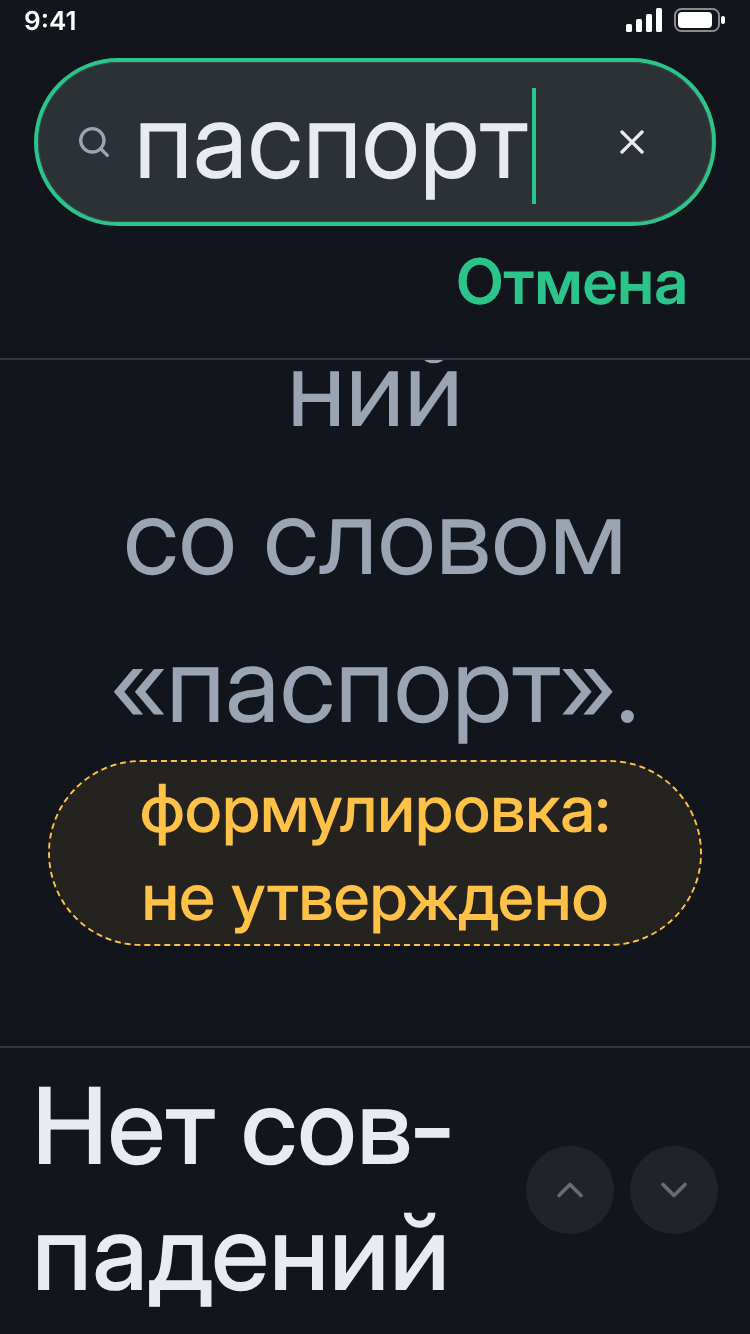 9:41
паспорт
Отмена
ний
со словом
«паспорт».
формулировка:
не утверждено
Нет сов-
падений